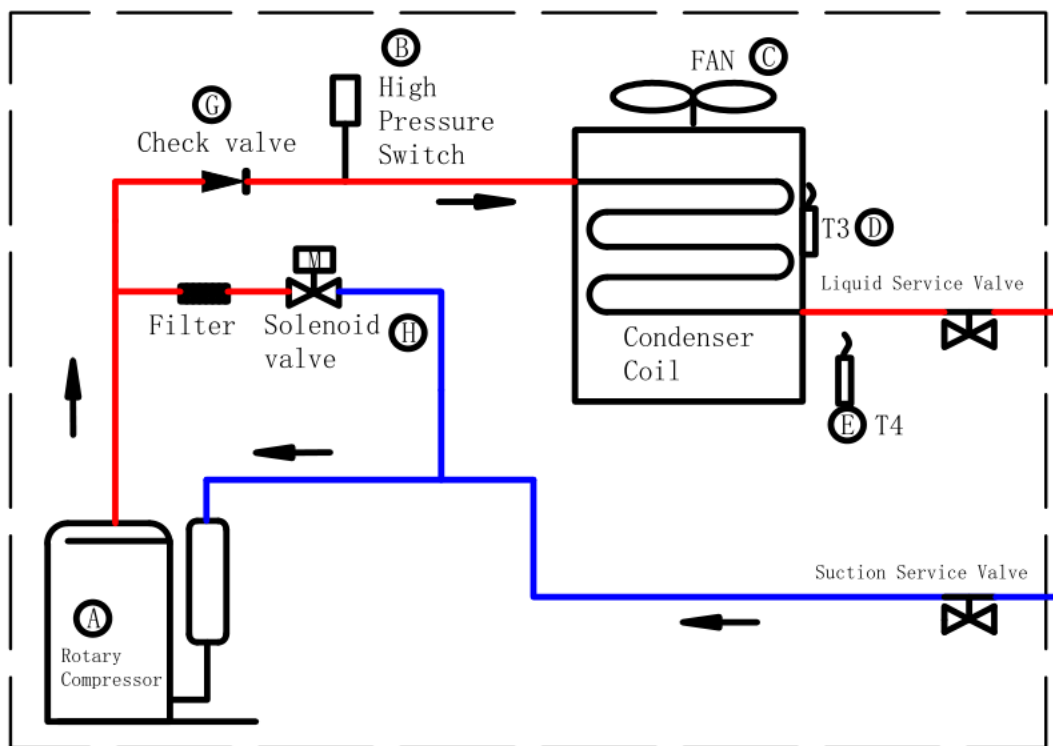 B
FAN C
High
Pressure
Switch
G
Check valve
T3 D
M
Liquid Service Valve
Filter
Solenoid
valve
H
Condenser
Coil
E T4
Suction Service Valve
A
Rotary
Compressor